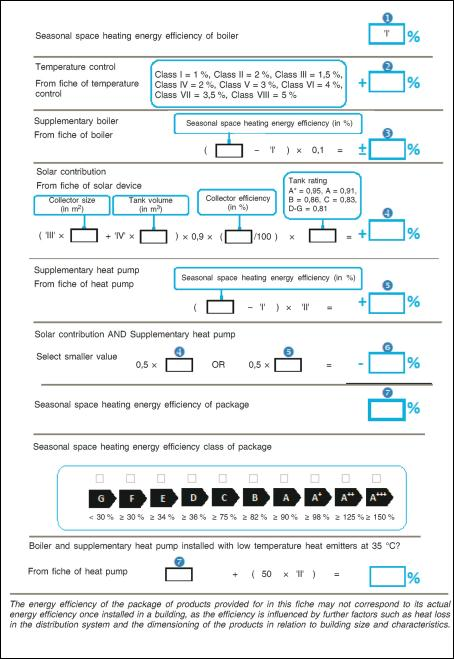 1
Seasonal space heating energy efficiency of boiler
'I' %
Temperature control
From fiche of temperature
control
Class I = 1 %, Class II = 2 %, Class III = 1,5 %,
Class IV = 2 %, Class V = 3 %, Class VI = 4 %,
Class VII = 3,5 %, Class VIII = 5 %
2
+ %
Supplementary boiler
From fiche of boiler
Seasonal space heating energy efficiency (in %)
3
( - 'I' ) × 0,1 = ± %
Solar contribution
From fiche of solar device
Collector size
(in m²)
Tank volume
(in m³)
Collector efficiency
(in %)
Tank rating
A* = 0,95, A = 0,91,
B = 0,86, C = 0,83,
D-G = 0,81
4
( 'III' × + 'IV' × ) × 0,9 × ( /100 ) × = + %
Supplementary heat pump
From fiche of heat pump
Seasonal space heating energy efficiency (in %)
5
( - 'I' ) × 'II' = + %
Solar contribution AND Supplementary heat pump
Select smaller value
4
0,5 × OR
5
0,5 × =
6
- %
7
Seasonal space heating energy efficiency of package
%
Seasonal space heating energy efficiency class of package
G F E D C B A A+ A++ A+++
< 30 % ≥ 30 % ≥ 34 % ≥ 36 % ≥ 75 % ≥ 82 % ≥ 90 % ≥ 98 % ≥ 125 % ≥ 150 %
Boiler and supplementary heat pump installed with low temperature heat emitters at 35 °C?
7
From fiche of heat pump
+ ( 50 × 'II' ) = %
The energy efficiency of the package of products provided for in this fiche may not correspond to its actual
energy efficiency once installed in a building, as the efficiency is influenced by further factors such as heat loss
in the distribution system and the dimensioning of the products in relation to building size and characteristics.